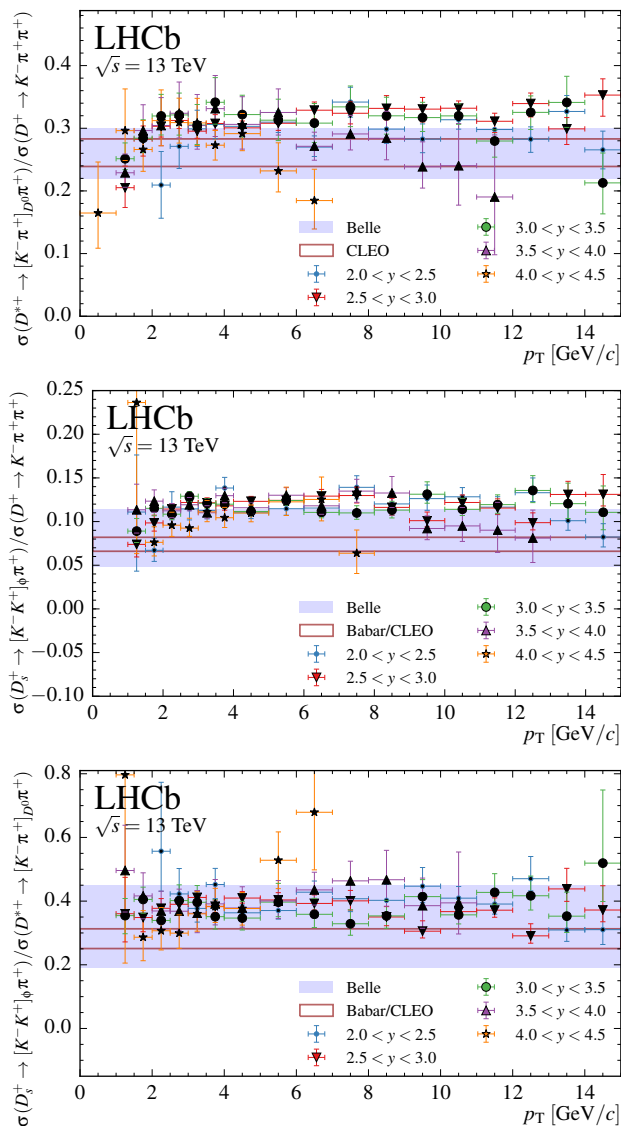 LHCb
√s = 13 TeV
σ(D*+ → [K−π+]D0π+)/σ(D+ → K−π+π+)
0.4
0.3
0.2
0.1
0.0
Belle
CLEO
2.0 < y < 2.5
2.5 < y < 3.0
3.0 < y < 3.5
3.5 < y < 4.0
4.0 < y < 4.5
0 2 4 6 8 10 12 14
pT [GeV/c]
LHCb
√s = 13 TeV
σ(Ds+ → [K−K+]ϕπ+)/σ(D+ → K−π+π+)
0.25
0.20
0.15
0.10
0.05
0.00
−0.05
−0.10
Belle
Babar/CLEO
2.0 < y < 2.5
2.5 < y < 3.0
3.0 < y < 3.5
3.5 < y < 4.0
4.0 < y < 4.5
0 2 4 6 8 10 12 14
pT [GeV/c]
LHCb
√s = 13 TeV
σ(Ds+ → [K−K+]ϕπ+)/σ(D*+ → [K−π+]D0π+)
0.8
0.6
0.4
0.2
0.0
Belle
Babar/CLEO
2.0 < y < 2.5
2.5 < y < 3.0
3.0 < y < 3.5
3.5 < y < 4.0
4.0 < y < 4.5
0 2 4 6 8 10 12 14
pT [GeV/c]